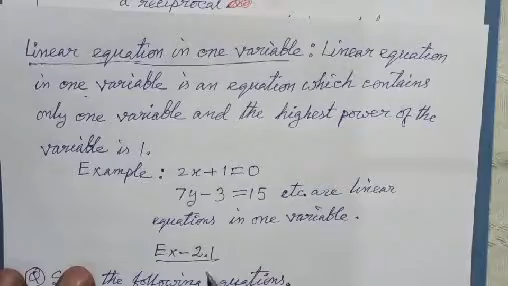 a reciprocal
Linear equation in one variable : Linear equation
in one variable is an equation which contains
only one variable and the highest power of the
variable is 1.
Example : 2x+1=0
7y-3=15 etc. are linear
equations in one variable.
Ex-2.1
Q the following equations.